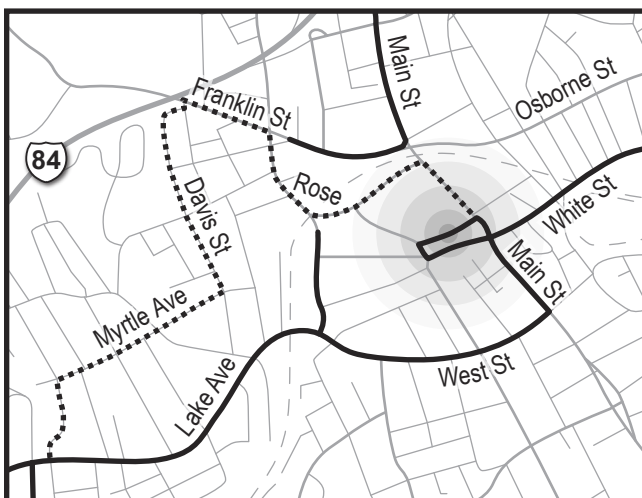 Main St
Osborne St
Franklin St
84
Rose
White St
Davis St
Main St
Myrtle Ave
Lake Ave
West St